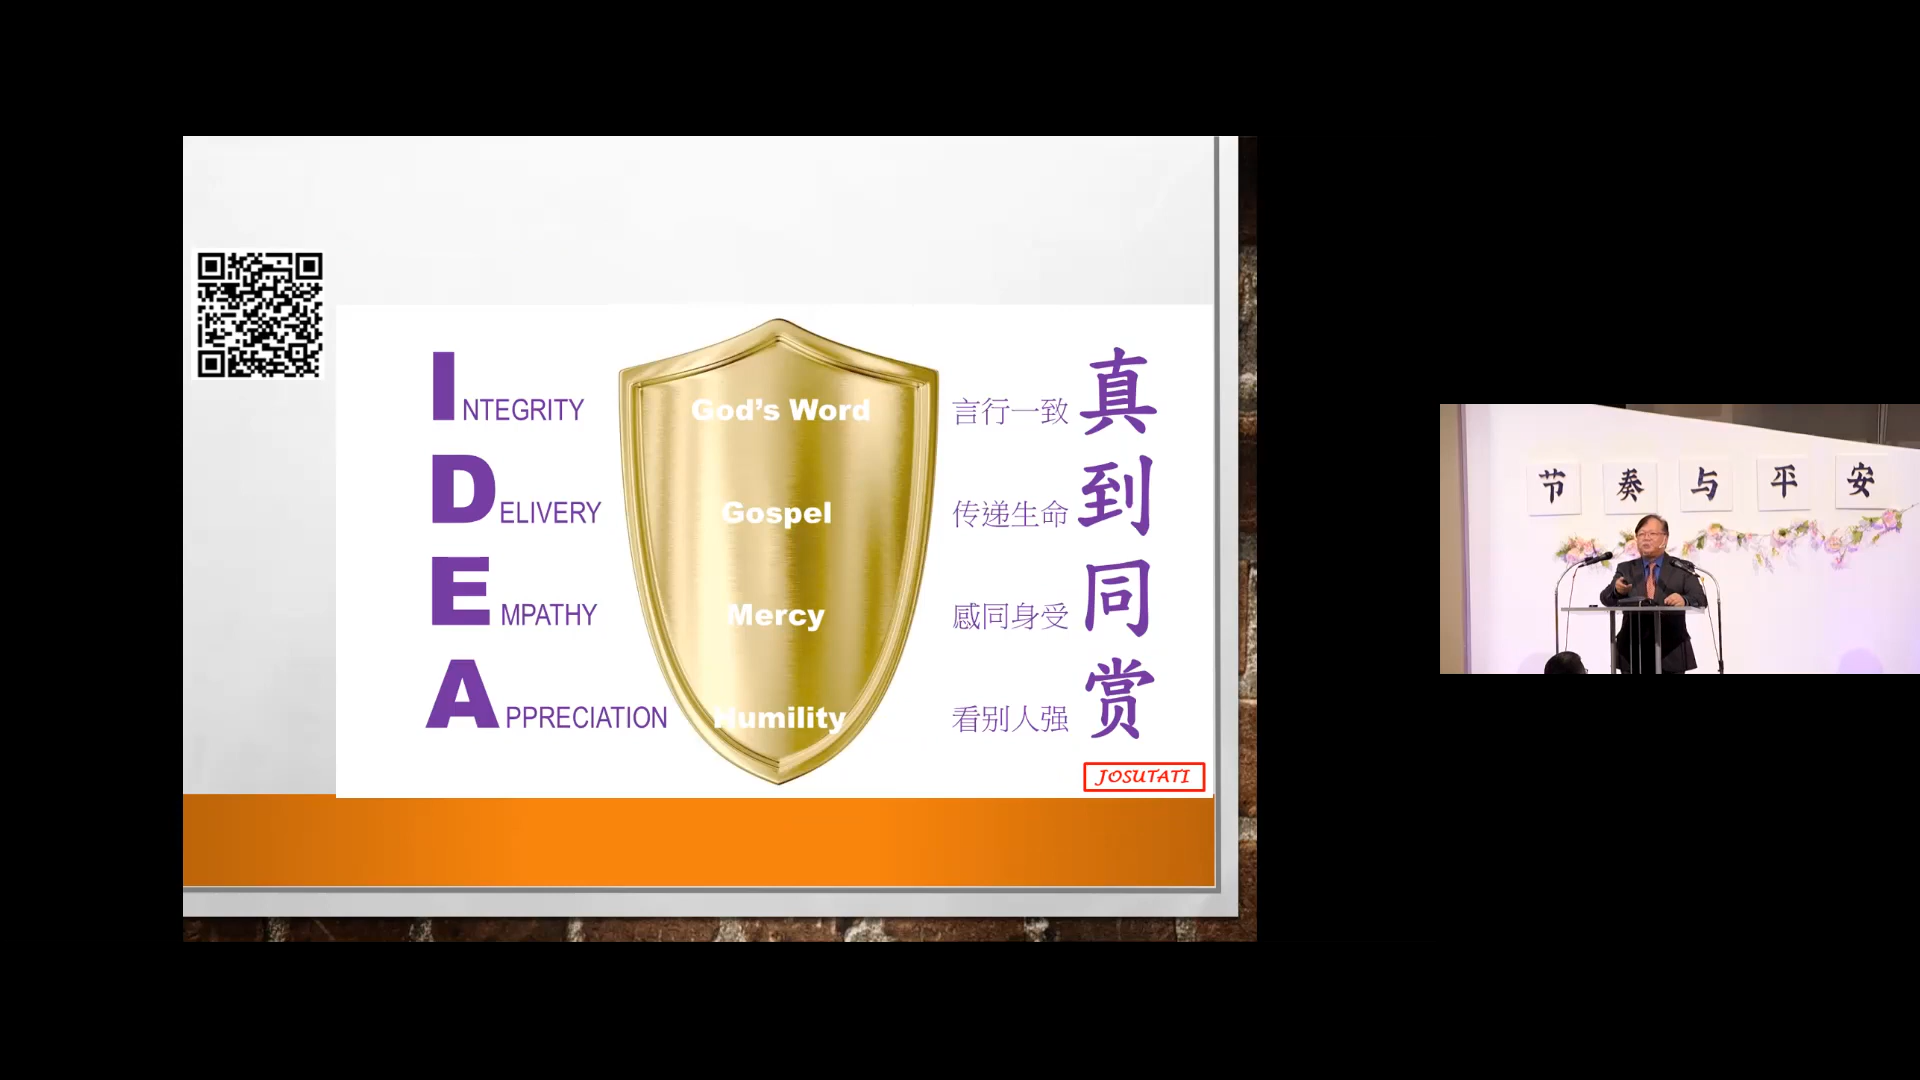 INTEGRITY God's Word 言行一致 真
DELIVERY Gospel 传递生命 到
EMPATHY Mercy 感同身受 同
APPRECIATION Humility 看别人强 赏
JOSUTATI
节奏与平安